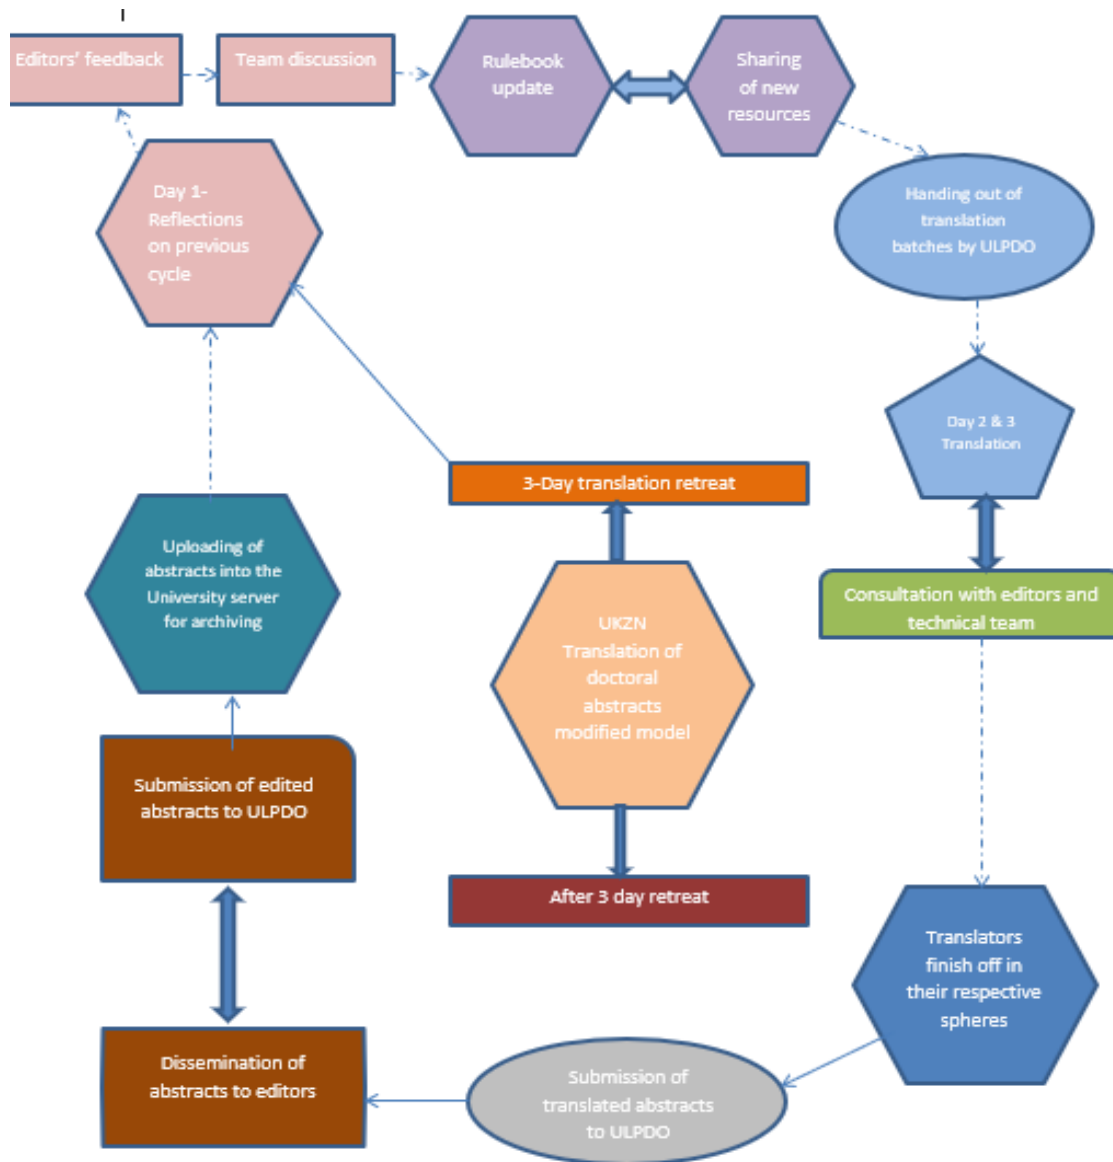 Editors' feedback
Team discussion
Rulebook
update
Sharing
of new
resources
Day 1-
Reflections
on previous
cycle
Handing out of
translation
batches by ULPDO
Day 2 & 3
Translation
3-Day translation retreat
Uploading of
abstracts into the
University server
for archiving
UKZN
Translation of
doctoral
abstracts
modified model
Consultation with editors and
technical team
Submission of edited
abstracts to ULPDO
After 3 day retreat
Translators
finish off in
their respective
spheres
Dissemination of
abstracts to editors
Submission of
translated abstracts
to ULPDO